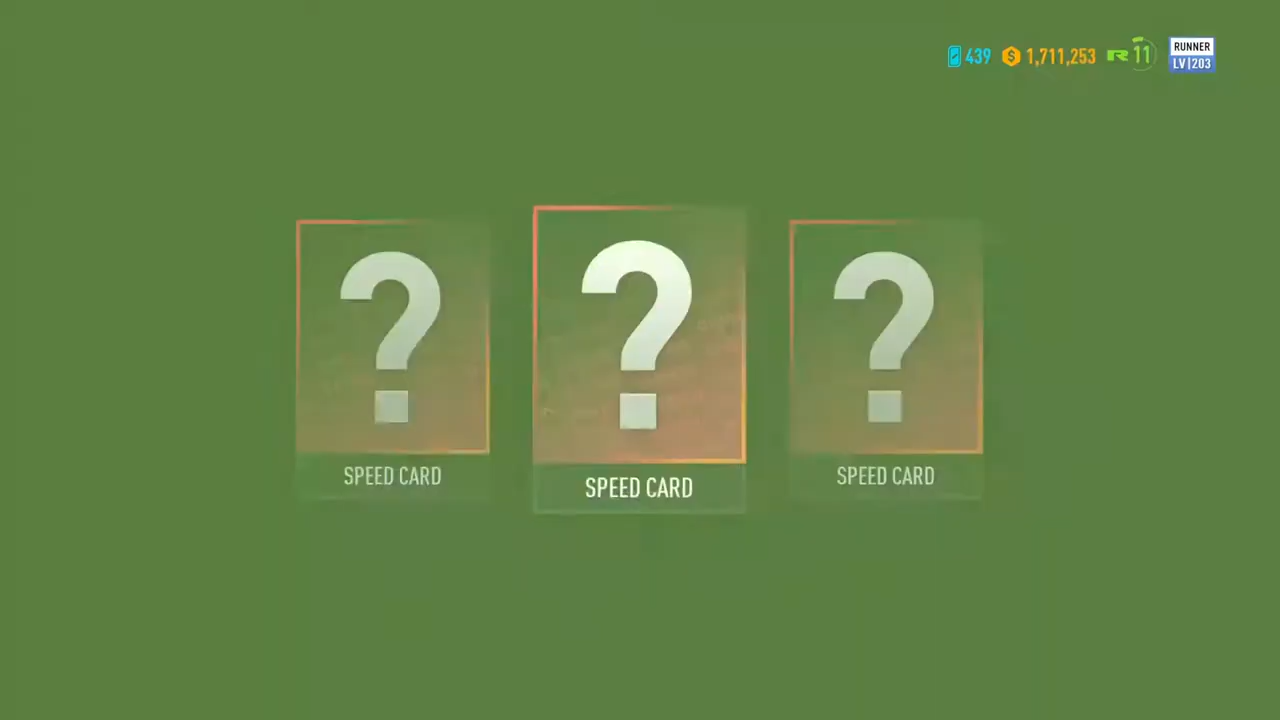 439 1,711,253 R 11 RUNNER
LV|203
?
?
?
SPEED CARD
SPEED CARD
SPEED CARD